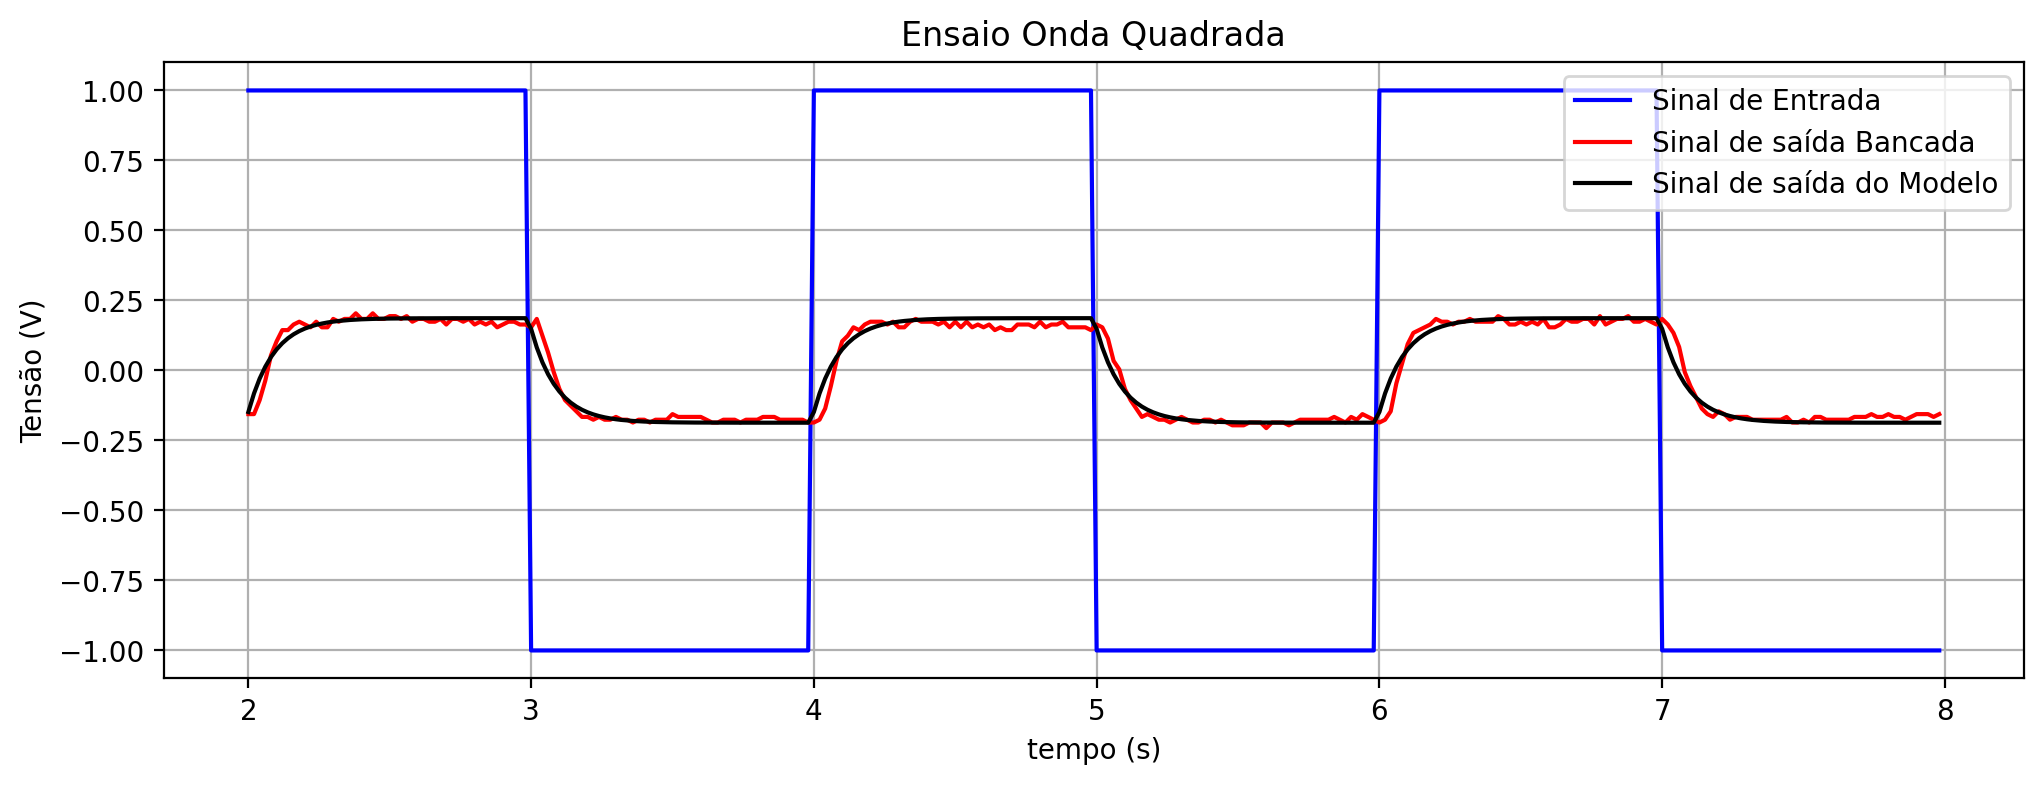 Ensaio Onda Quadrada
Sinal de Entrada
Sinal de saída Bancada
Sinal de saída do Modelo
Tensão (V)
1.00
0.75
0.50
0.25
0.00
−0.25
−0.50
−0.75
−1.00
2 3 4 5 6 7 8
tempo (s)